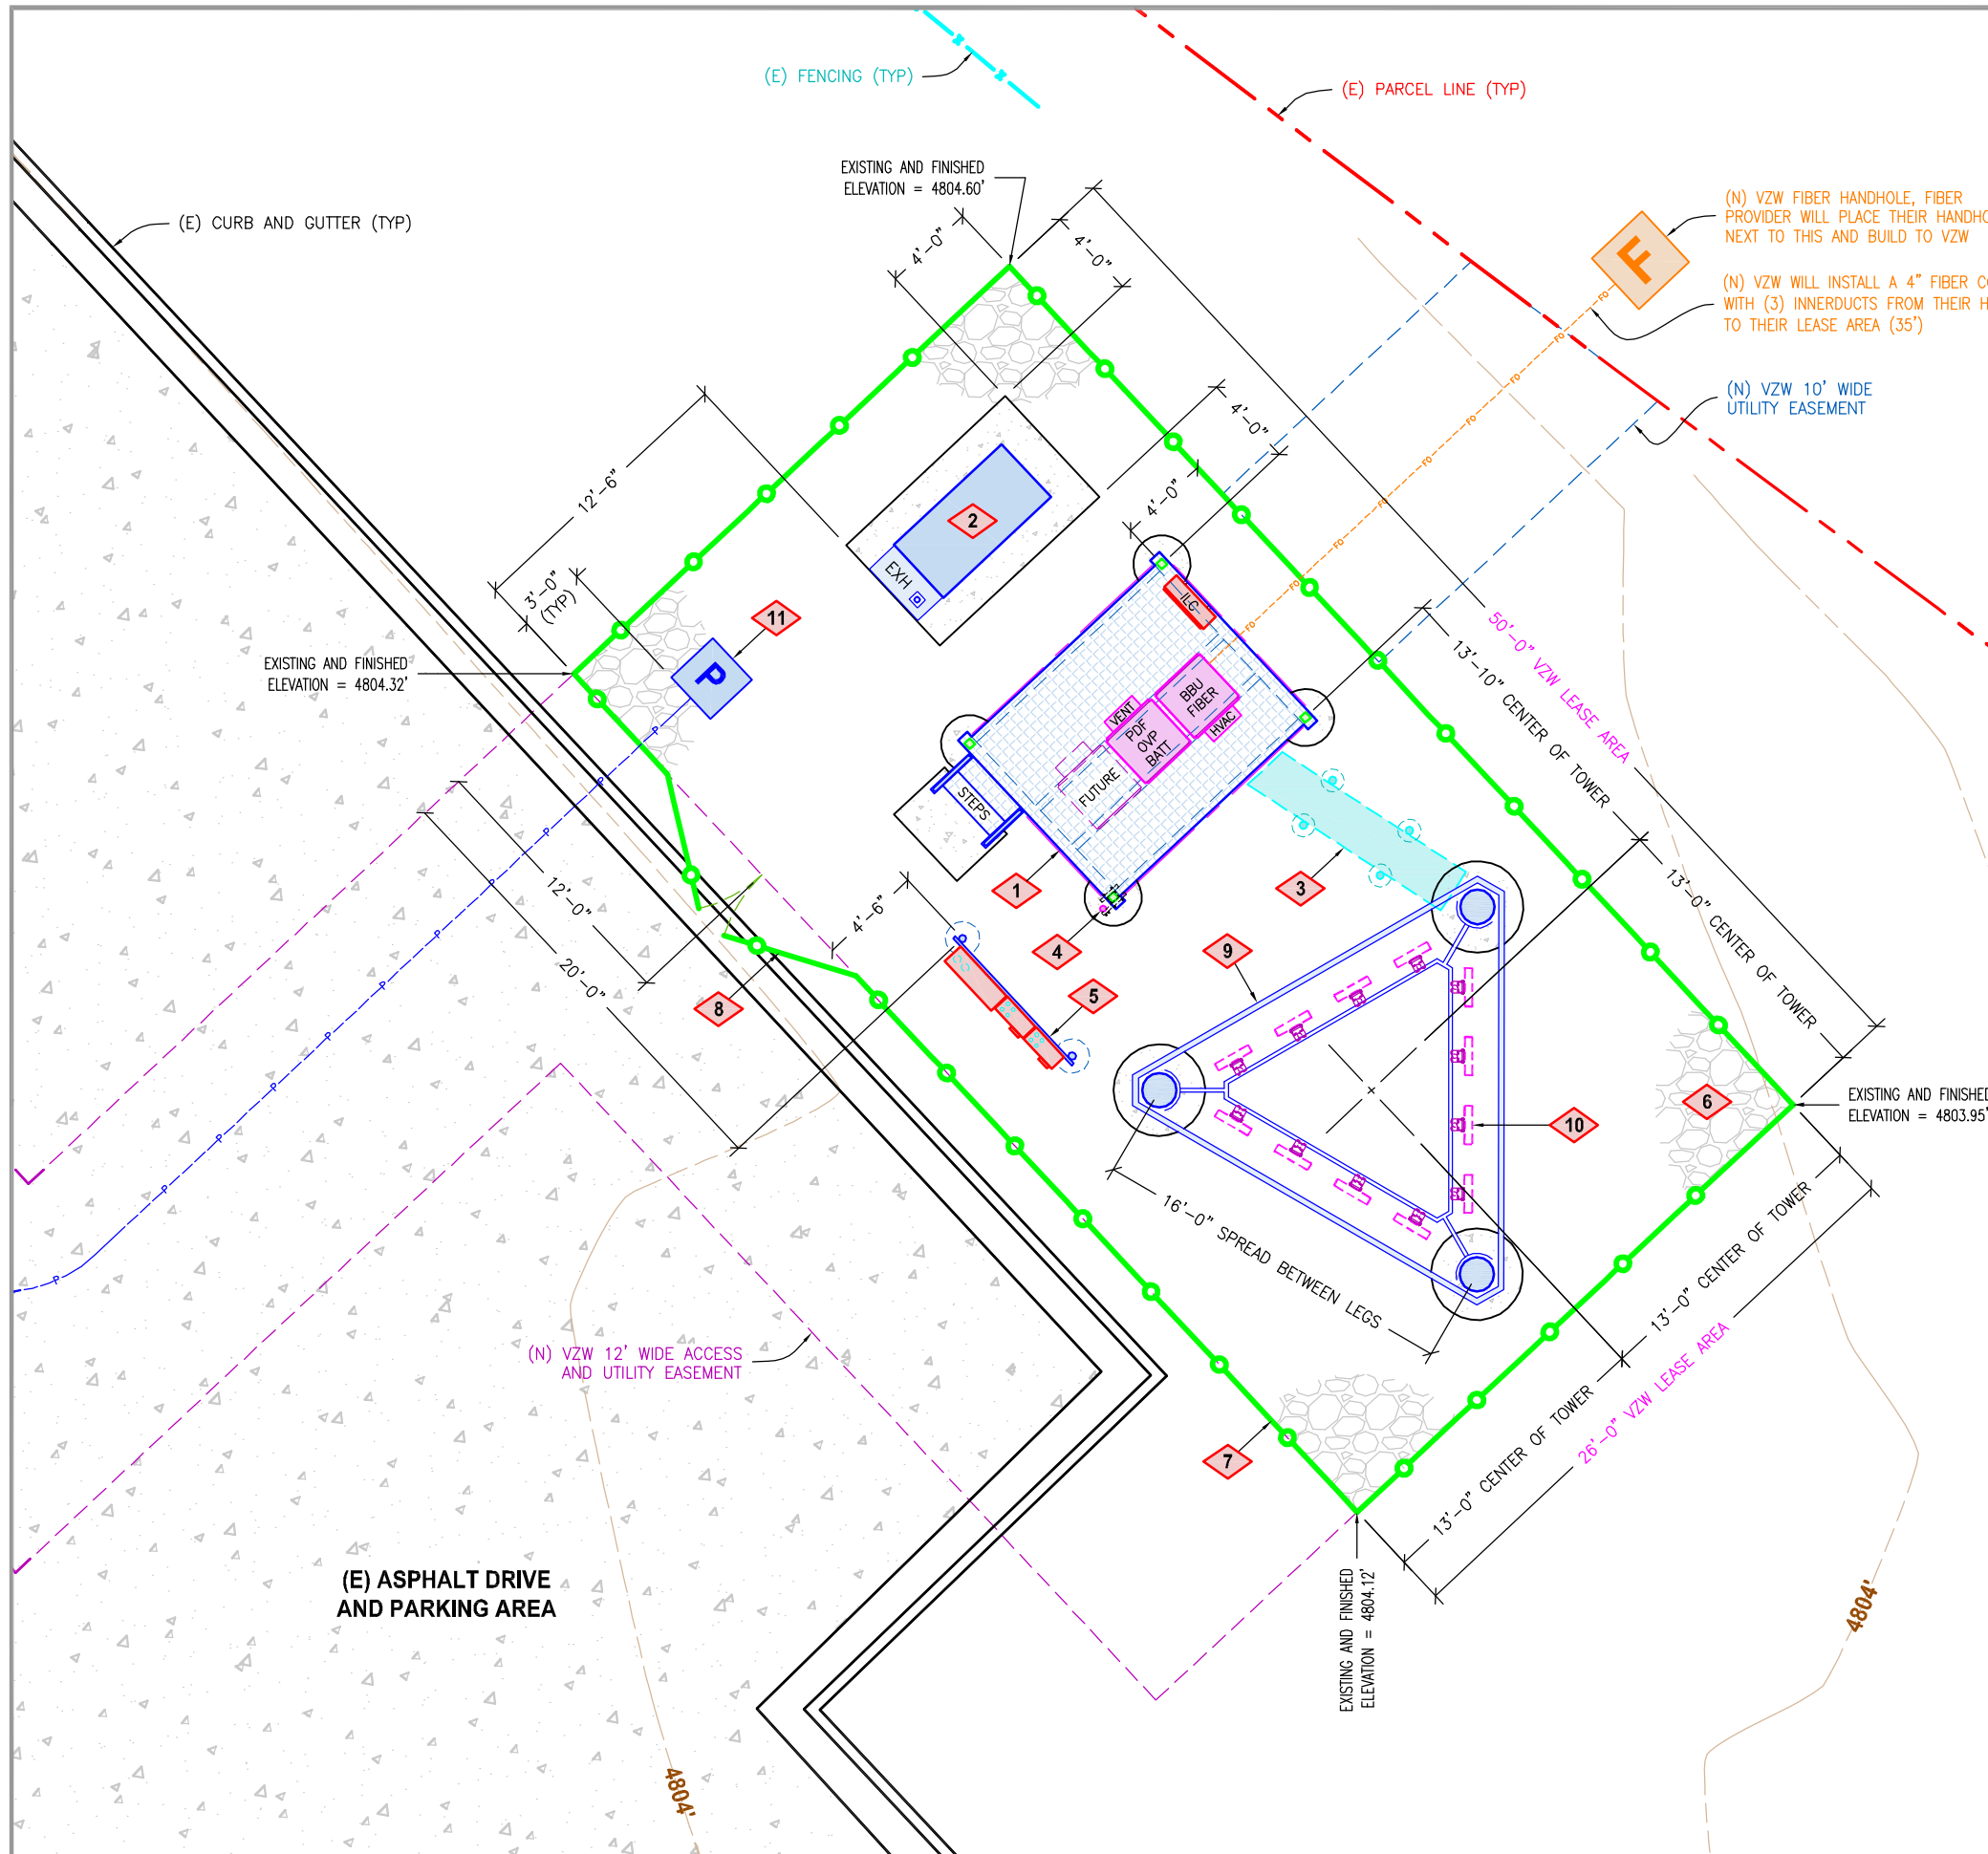 (E) FENCING (TYP)
(E) PARCEL LINE (TYP)
EXISTING AND FINISHED
ELEVATION = 4804.60'
(E) CURB AND GUTTER (TYP)
(N) VZW FIBER HANDHOLE, FIBER
PROVIDER WILL PLACE THEIR
NEXT TO THIS AND BUILD TO VZW
F
(N) VZW WILL INSTALL A 4" FIBER
WITH (3) INNERDUCTS FROM THEIR
TO THEIR LEASE AREA (35')
(N) VZW 10' WIDE
UTILITY EASEMENT
4'-0"
4'-0"
4'-0"
4'-0"
12'-6"
3'-0"
(TYP)
2
EXH
11
P
EXISTING AND FINISHED
ELEVATION = 4804.32'
ILC
BBU
FIBER
VENT
HVAC
PDF
OVP
BATT
FUTURE
STEPS
FO
FO
FO
FO
FO
FO
FO
FO
50'-0" VZW LEASE AREA
13'-10" CENTER OF TOWER
13'-0" CENTER OF TOWER
1
3
4
5
9
8
12'-0"
20'-0"
4'-6"
P
P
P
P
P
P
P
P
P
P
P
6
10
EXISTING AND FINISHED
ELEVATION = 4803.95'
16'-0" SPREAD BETWEEN LEGS
13'-0" CENTER OF TOWER
13'-0" CENTER OF TOWER
26'-0" VZW LEASE AREA
(N) VZW 12' WIDE ACCESS
AND UTILITY EASEMENT
7
EXISTING AND FINISHED
ELEVATION = 4804.12'
(E) ASPHALT DRIVE
AND PARKING AREA
4804'
4804'